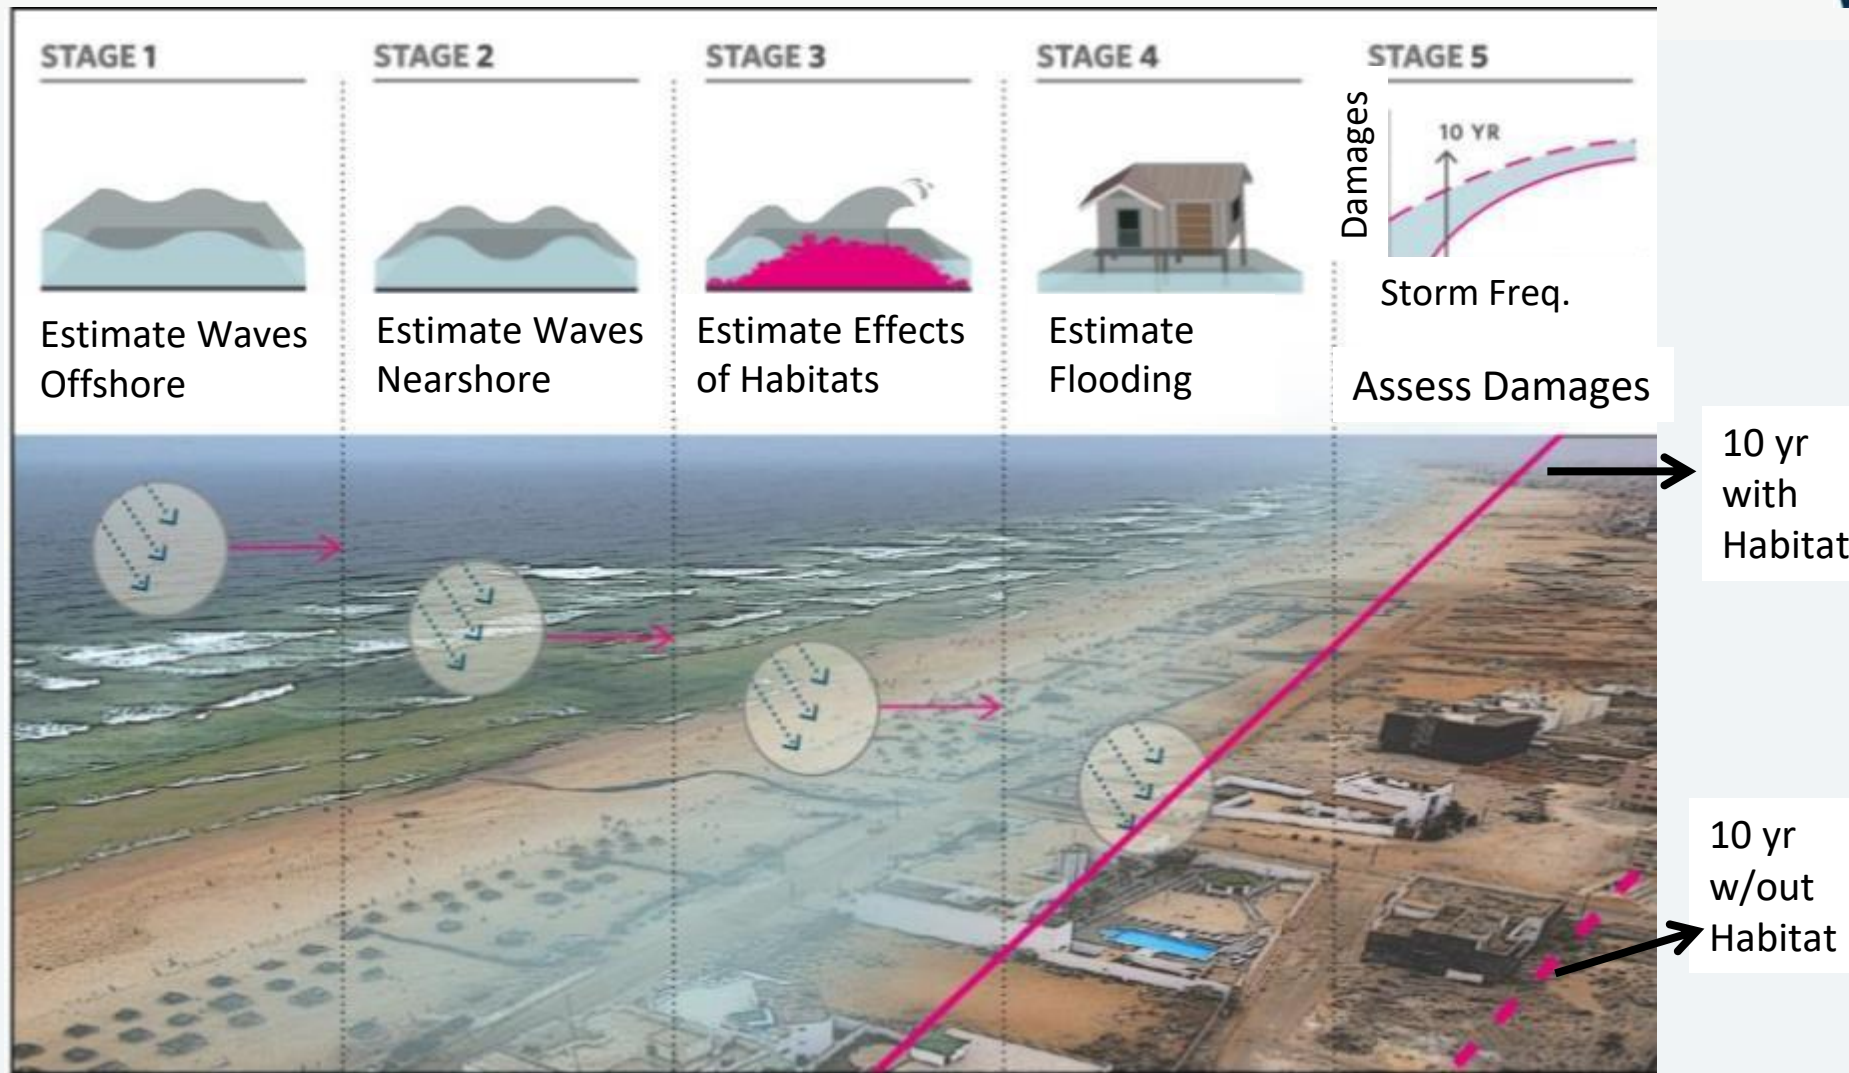 STAGE 1
STAGE 2
STAGE 3
STAGE 4
STAGE 5
Damages
10 YR
Storm Freq.
Estimate Waves
Offshore
Estimate Waves
Nearshore
Estimate Effects
of Habitats
Estimate
Flooding
Assess Damages
10 yr
with
Habitat
10 yr
w/out
Habitat